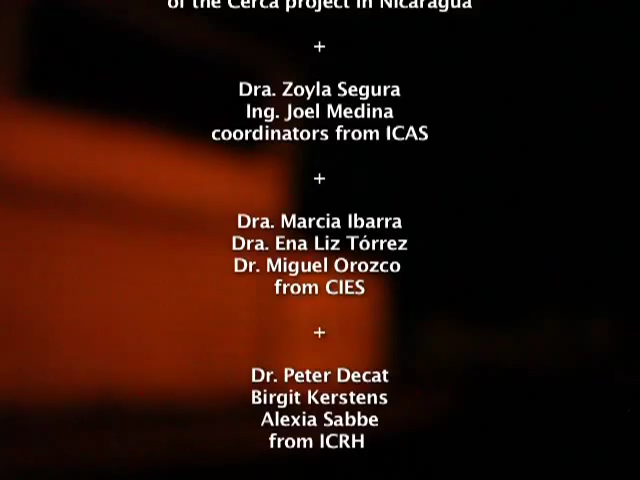 of the Cerca project in Nicaragua
+
Dra. Zoyla Segura
Ing. Joel Medina
coordinators from ICAS
+
Dra. Marcia Ibarra
Dra. Ena Liz Tórrez
Dr. Miguel Orozco
from CIES
+
Dr. Peter Decat
Birgit Kerstens
Alexia Sabbe
from ICRH